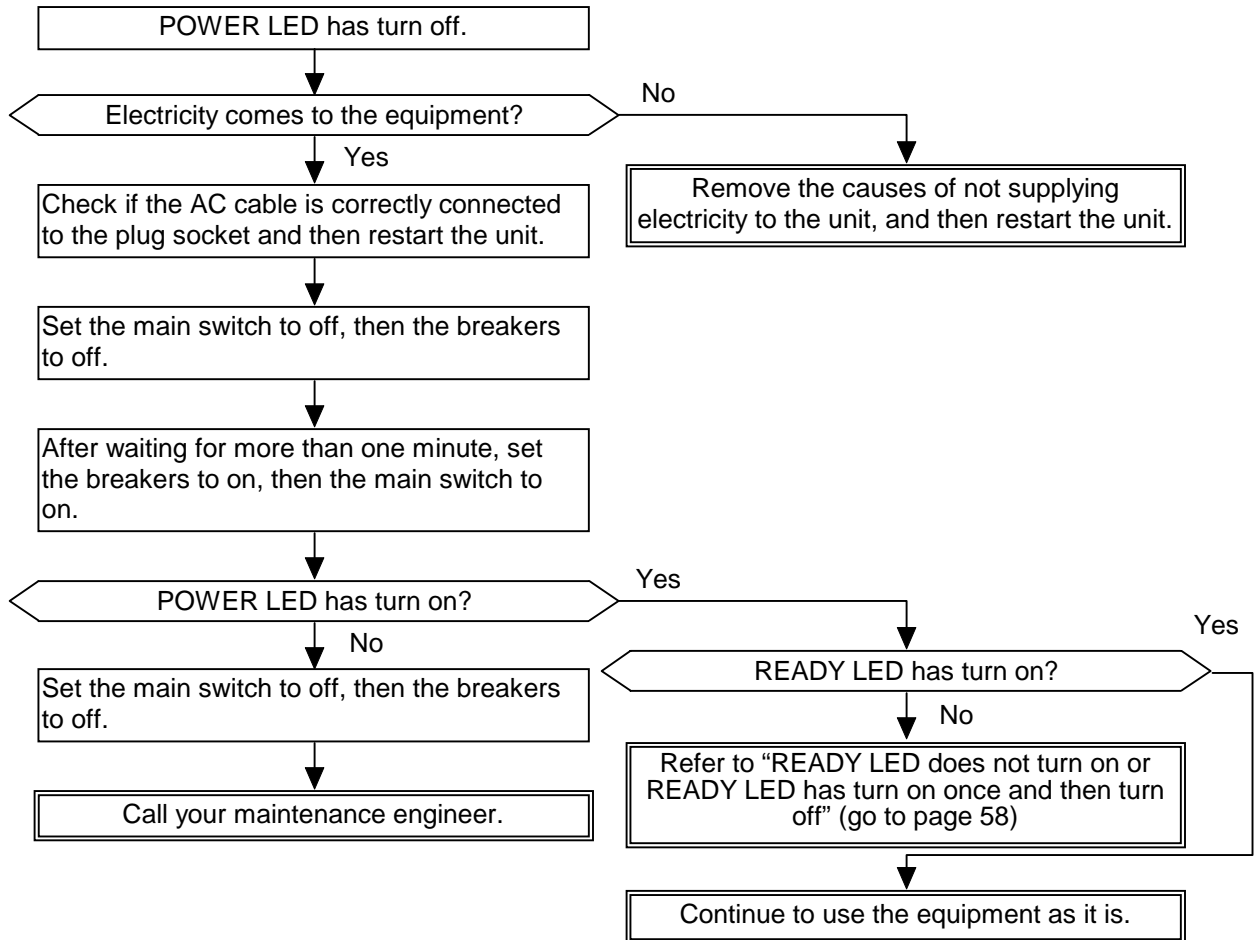 POWER LED has turn off.
Electricity comes to the equipment?
No
Yes
Check if the AC cable is correctly connected
to the plug socket and then restart the unit.
Remove the causes of not supplying
electricity to the unit, and then restart the unit.
Set the main switch to off, then the breakers
to off.
After waiting for more than one minute, set
the breakers to on, then the main switch to
on.
POWER LED has turn on?
Yes
No
READY LED has turn on?
Yes
Set the main switch to off, then the breakers
to off.
No
Call your maintenance engineer.
Refer to “READY LED does not turn on or
READY LED has turn on once and then turn
off” (go to page 58)
Continue to use the equipment as it is.